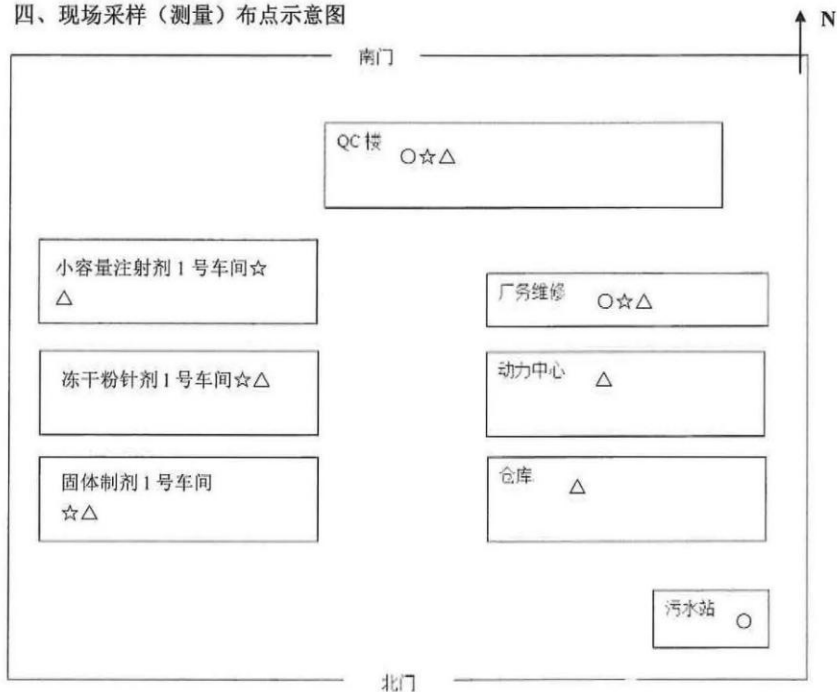 四、现场采样（测量）布点示意图
N
南门
QC 楼 ○☆△
小容量注射剂 1 号车间☆
△
厂务维修 ○☆△
冻干粉针剂 1 号车间☆△
动力中心 △
固体制剂 1 号车间
☆△
仓库 △
污水站 ○
北门